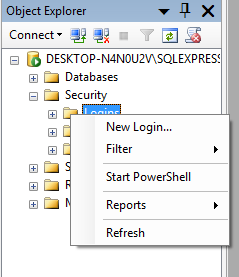 Object Explorer
Connect
DESKTOP-N4N0U2V\SQLEXPRESS
Databases
Security
Logins
New Login...
Filter
Start PowerShell
Reports
Refresh
S
R
M